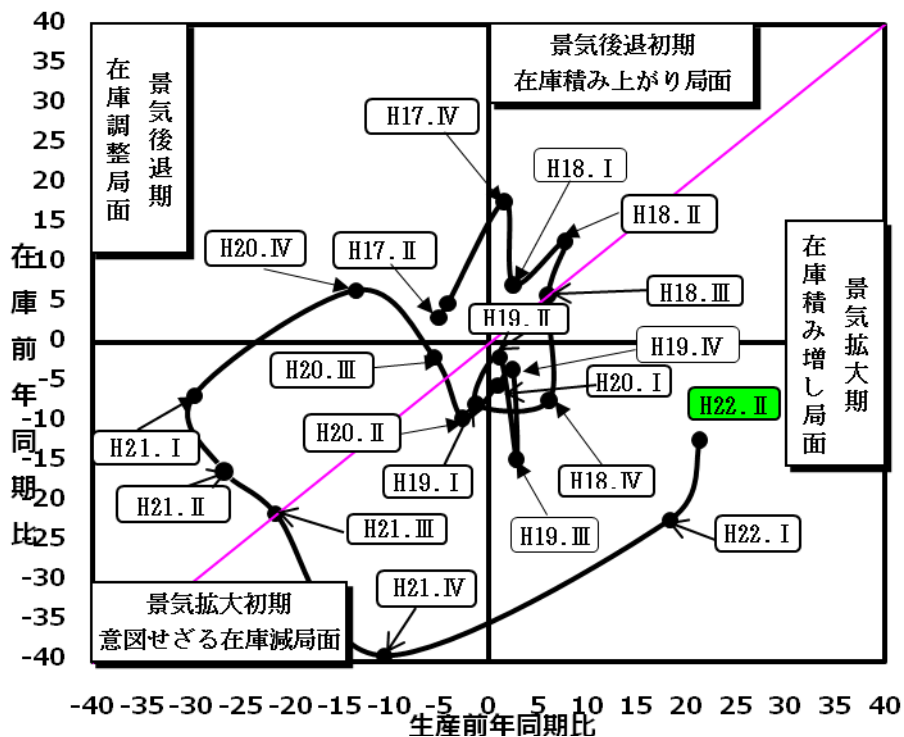 40
35
30
25
20
15
10
5
0
-5
-10
-15
-20
-25
-30
-35
-40
在庫前年同期比
景気後退期
在庫調整局面
景気後退初期
在庫積み上がり局面
景気拡大期
在庫積み増し局面
景気拡大初期
意図せざる在庫減局面
H17.Ⅳ
H18.Ⅰ
H18.Ⅱ
H20.Ⅳ
H17.Ⅱ
H18.Ⅲ
H19.Ⅱ
H19.Ⅳ
H20.Ⅲ
H20.Ⅰ
H22.Ⅱ
H20.Ⅱ
H21.Ⅰ
H19.Ⅰ
H18.Ⅳ
H21.Ⅱ
H21.Ⅲ
H19.Ⅲ
H22.Ⅰ
H21.Ⅳ
-40 -35 -30 -25 -20 -15 -10 -5 0 5 10 15 20 25 30 35 40
生産前年同期比